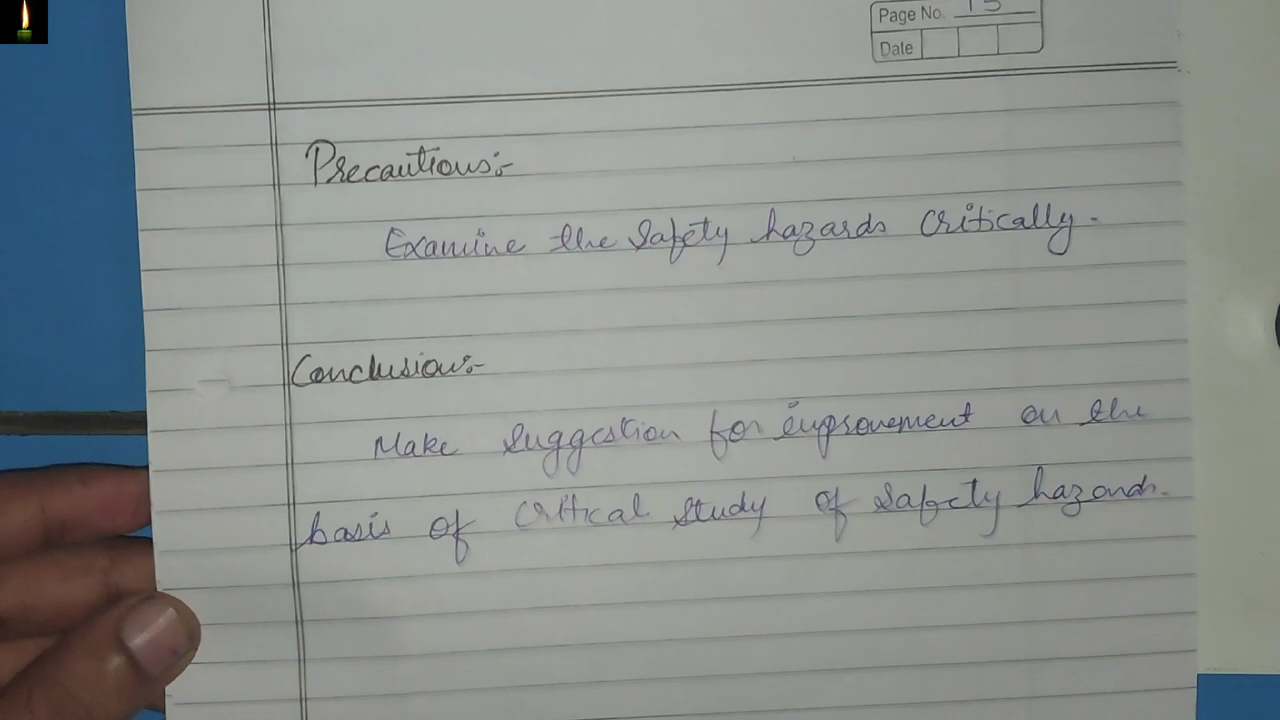 Page No. 15
Date
Precautions:-
Examine the Safety hazards critically.
Conclusion:-
Make Suggestion for improvement on the
basis of critical study of Safety hazards.